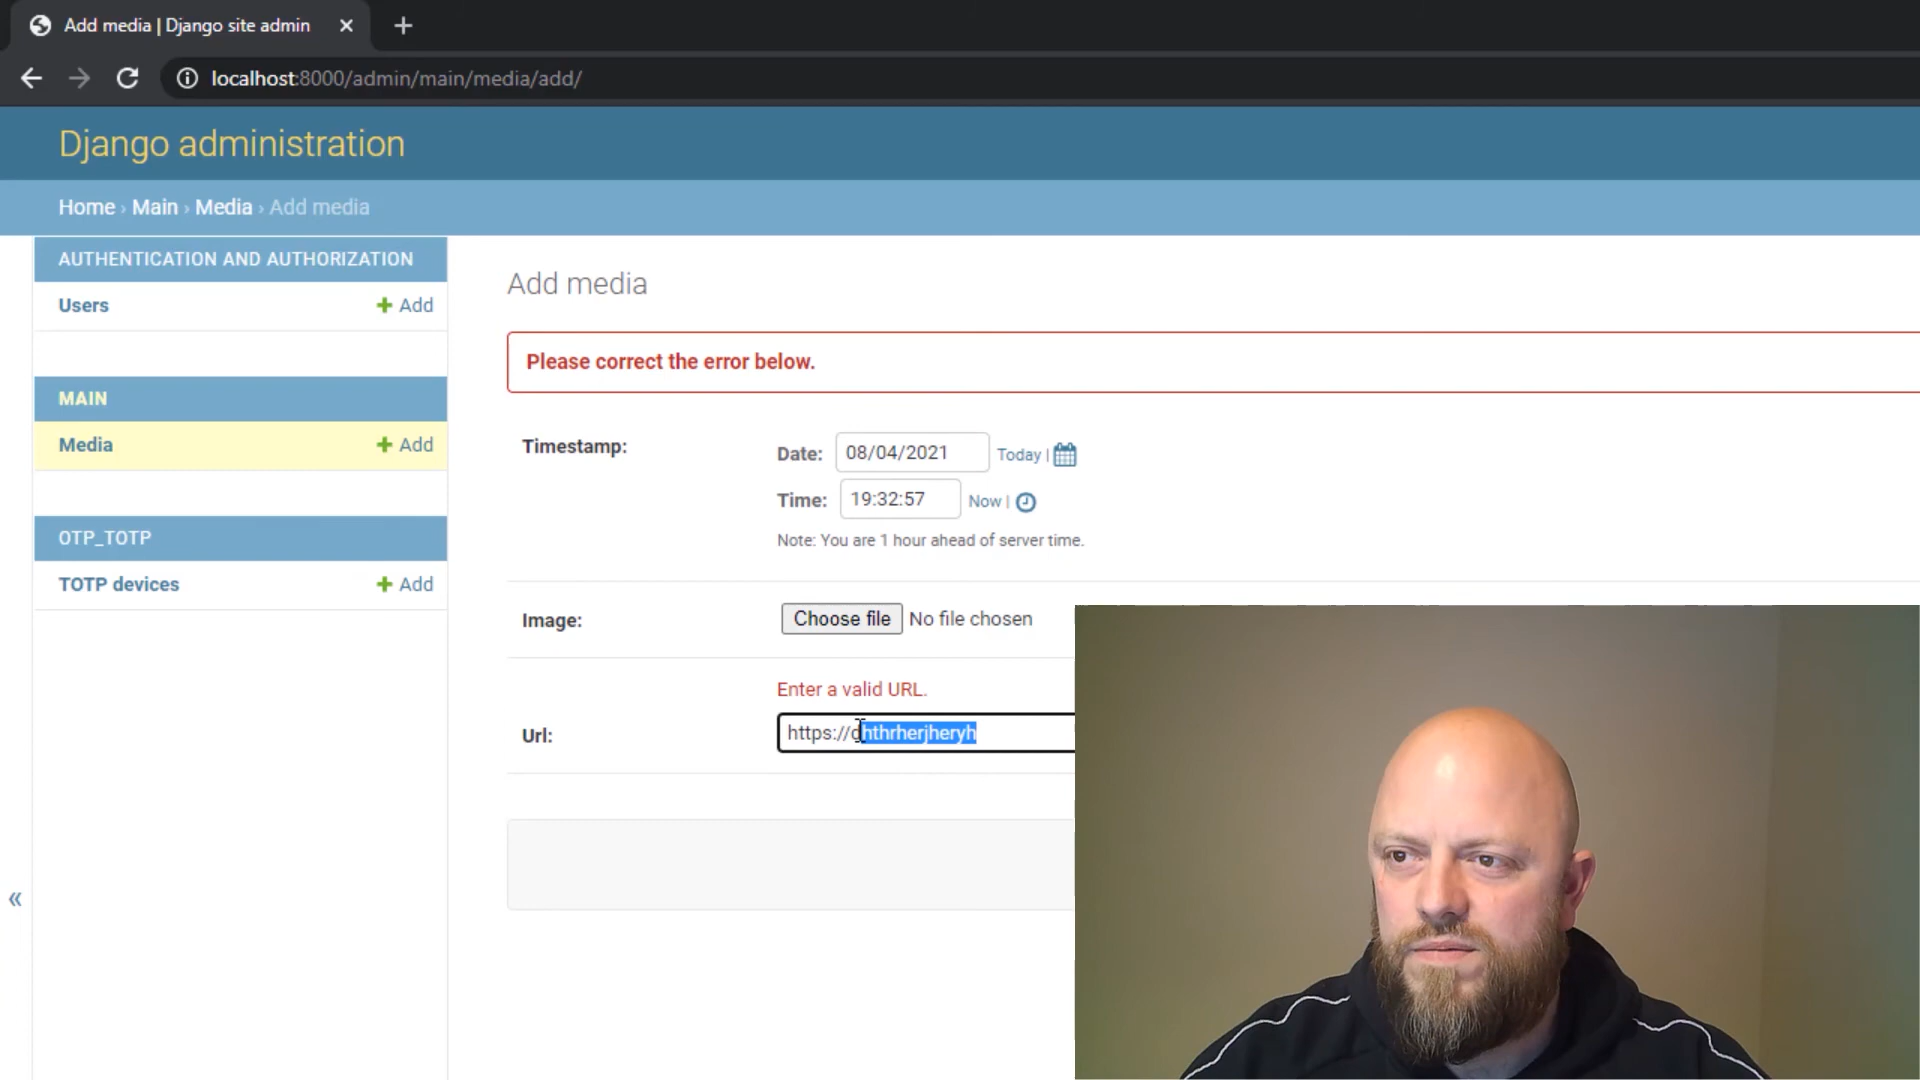 Add media | Django site admin
localhost:8000/admin/main/media/add/
Django administration
Home › Main › Media › Add media
AUTHENTICATION AND AUTHORIZATION
Users
Add
MAIN
Media
Add
OTP_TOTP
TOTP devices
Add
«
Add media
Please correct the error below.
Timestamp:
Date: 08/04/2021 Today |
Time: 19:32:57 Now |
Note: You are 1 hour ahead of server time.
Image: Choose file No file chosen
Enter a valid URL.
Url: https://dhthrherjheryh